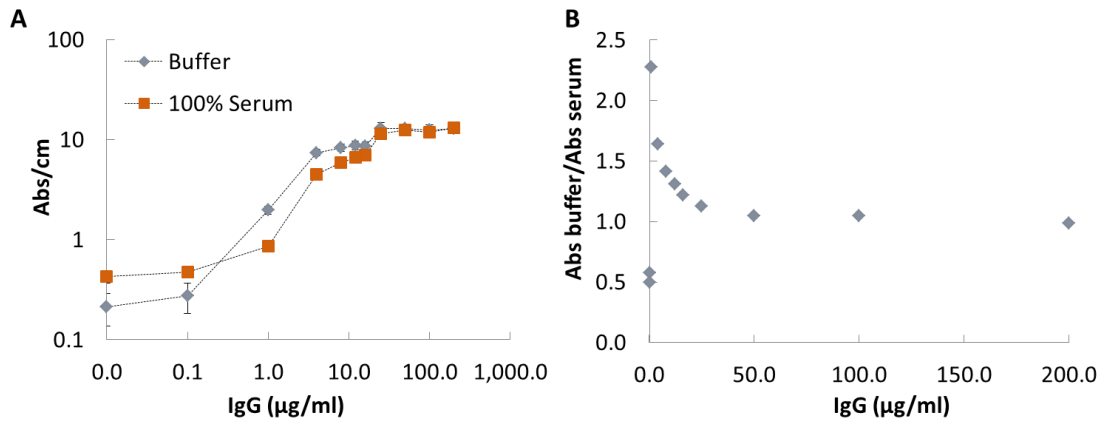 A
Abs/cm
100
10
1
0.1
Buffer
100% Serum
0.0 0.1 1.0 10.0 100.0 1,000.0
IgG (µg/ml)
B
Abs buffer/Abs serum
2.5
2.0
1.5
1.0
0.5
0.0
0.0 50.0 100.0 150.0 200.0
IgG (µg/ml)